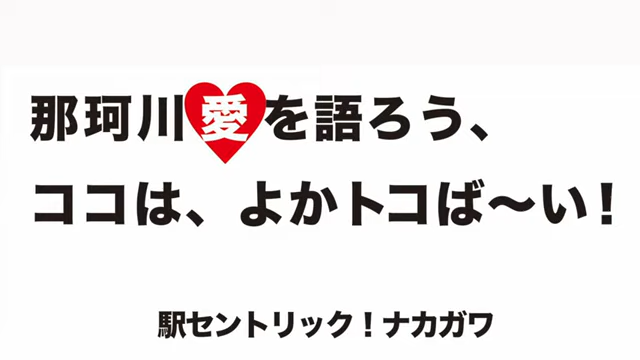 那珂川愛を語ろう、
ココは、よかトコば～い！
駅セントリック！ナカガワ